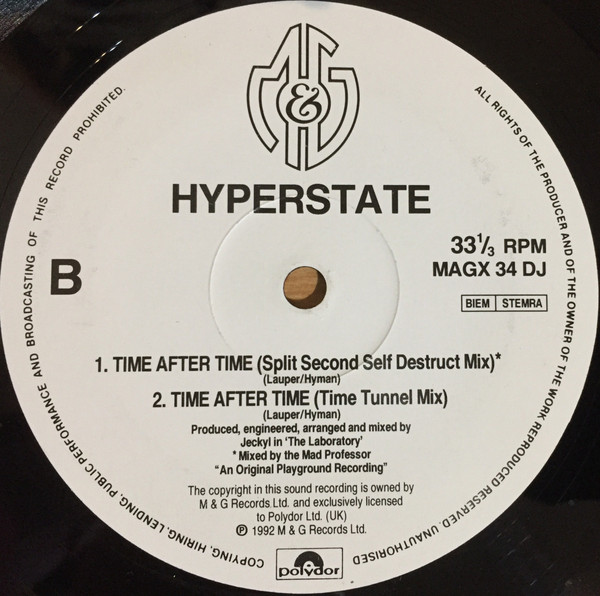 M&G
HYPERSTATE
33⅓ RPM
MAGX 34 DJ
B
BIEM STEMRA
1. TIME AFTER TIME (Split Second Self Destruct Mix)*
(Lauper/Hyman)
2. TIME AFTER TIME (Time Tunnel Mix)
(Lauper/Hyman)
Produced, engineered, arranged and mixed by
Jeckyl in 'The Laboratory'
* Mixed by the Mad Professor
"An Original Playground Recording"
The copyright in this sound recording is owned by
M & G Records Ltd. and exclusively licensed
to Polydor Ltd. (UK)
℗ 1992 M & G Records Ltd.
polydor
ALL RIGHTS OF THE PRODUCER AND OF THE OWNER OF THE WORK REPRODUCED RESERVED. UNAUTHORISED COPYING, HIRING, LENDING, PUBLIC PERFORMANCE AND BROADCASTING OF THIS RECORD PROHIBITED.